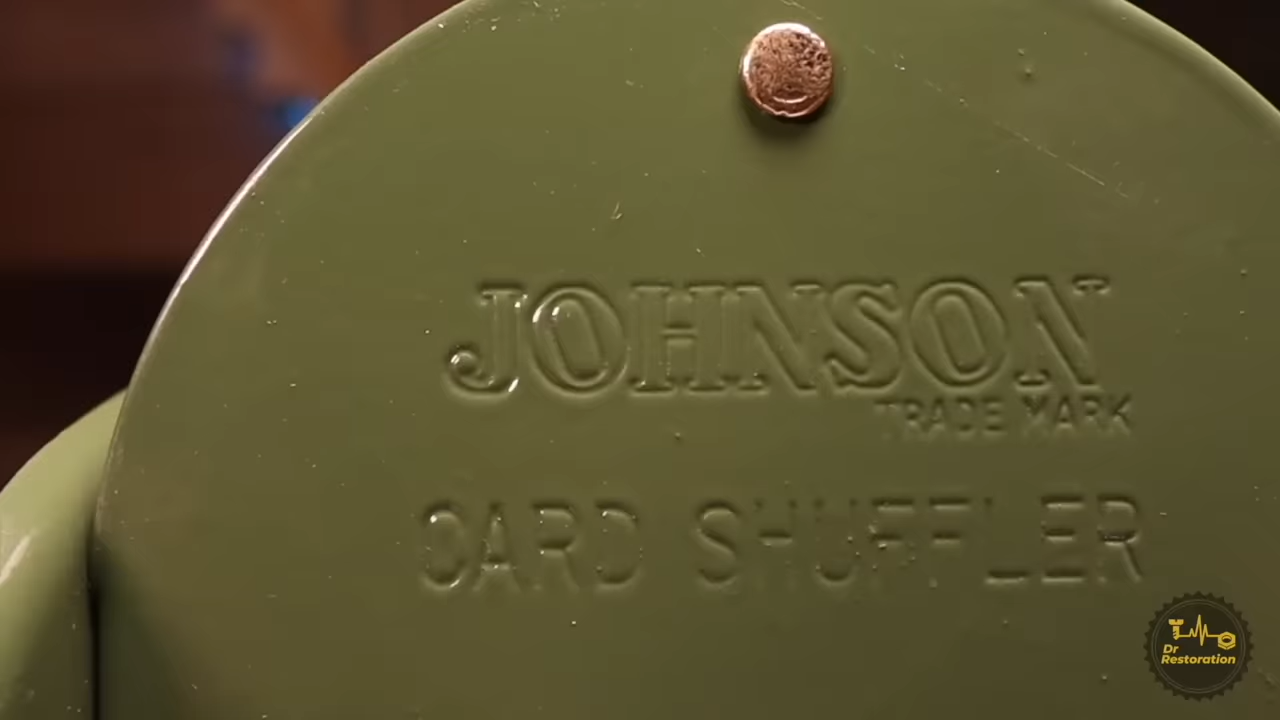 JOHNSON
TRADE MARK
CARD SHUFFLER
Dr
Restoration